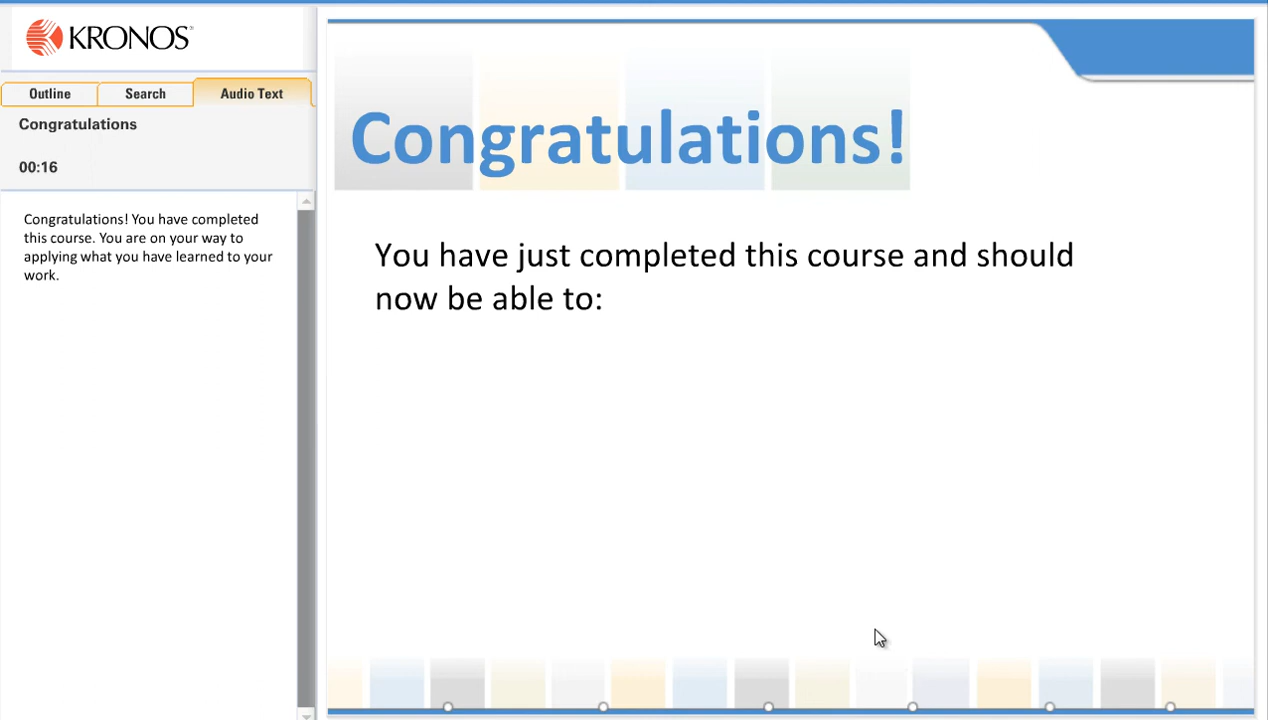 KRONOS
Outline
Search
Audio Text
Congratulations
00:16
Congratulations! You have completed
this course. You are on your way to
applying what you have learned to your
work.
Congratulations!
You have just completed this course and should
now be able to: